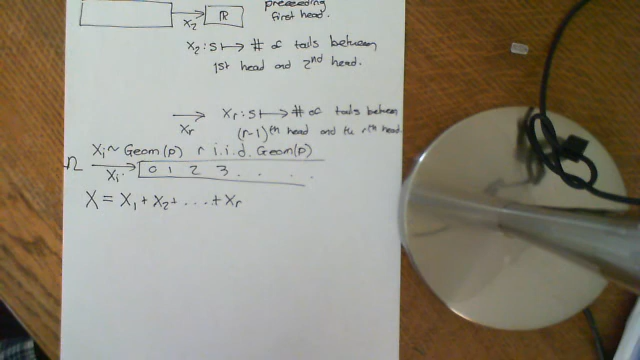 preceeding
first head.
X₂ ℝ
X₂ : s ↦ # of tails between
1st head and 2nd head.
→ Xᵣ : s ↦ # of tails between
Xᵣ (r-1)th head and the rth head.
Xᵢ ~ Geom(p) r i.i.d. Geom(p)
Xᵢ 0 1 2 3 . . . .
X = X₁ + X₂ + . . . + Xᵣ